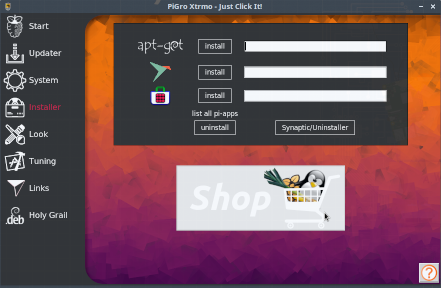 PiGro Xtrmo - Just Click It!
Start
Updater
System
Installer
Look
Tuning
Links
.deb
Holy Grail
apt-get install
install
install
list all pi-apps
uninstall
Synaptic/Uninstaller
Shop
?